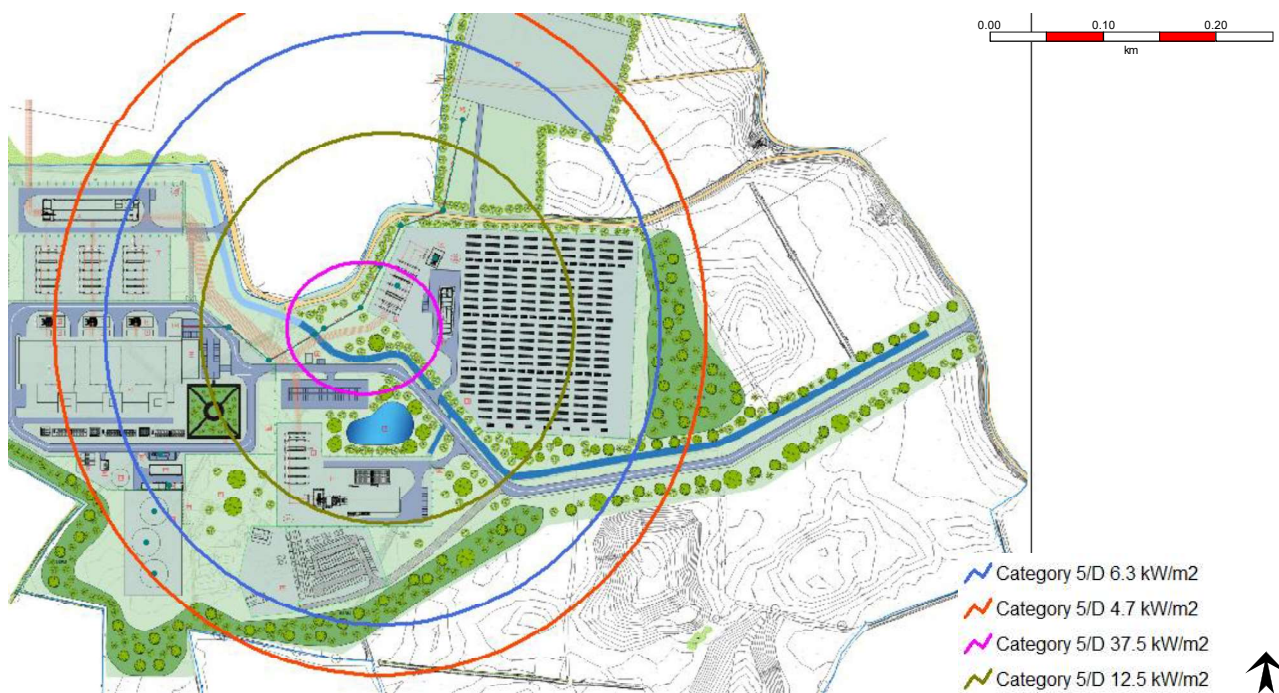 0.00 0.10 0.20
km
Category 5/D 6.3 kW/m2
Category 5/D 4.7 kW/m2
Category 5/D 37.5 kW/m2
Category 5/D 12.5 kW/m2